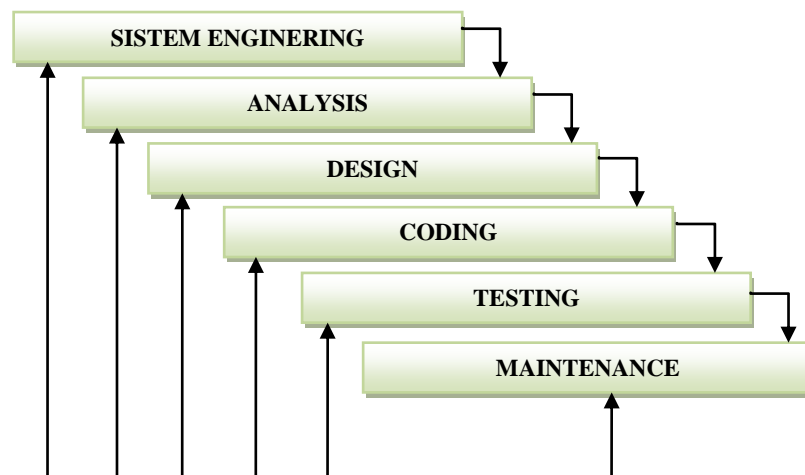 SISTEM ENGINERING
ANALYSIS
DESIGN
CODING
TESTING
MAINTENANCE